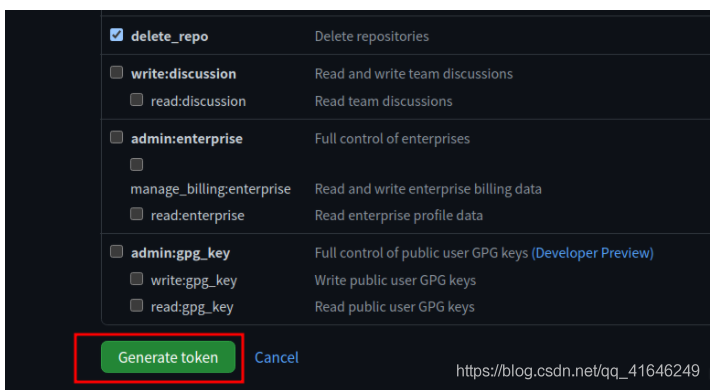 delete_repo Delete repositories
write:discussion Read and write team discussions
read:discussion Read team discussions
admin:enterprise Full control of enterprises
manage_billing:enterprise Read and write enterprise billing data
read:enterprise Read enterprise profile data
admin:gpg_key Full control of public user GPG keys (Developer Preview)
write:gpg_key Write public user GPG keys
read:gpg_key Read public user GPG keys
Generate token Cancel
https://blog.csdn.net/qq_41646249